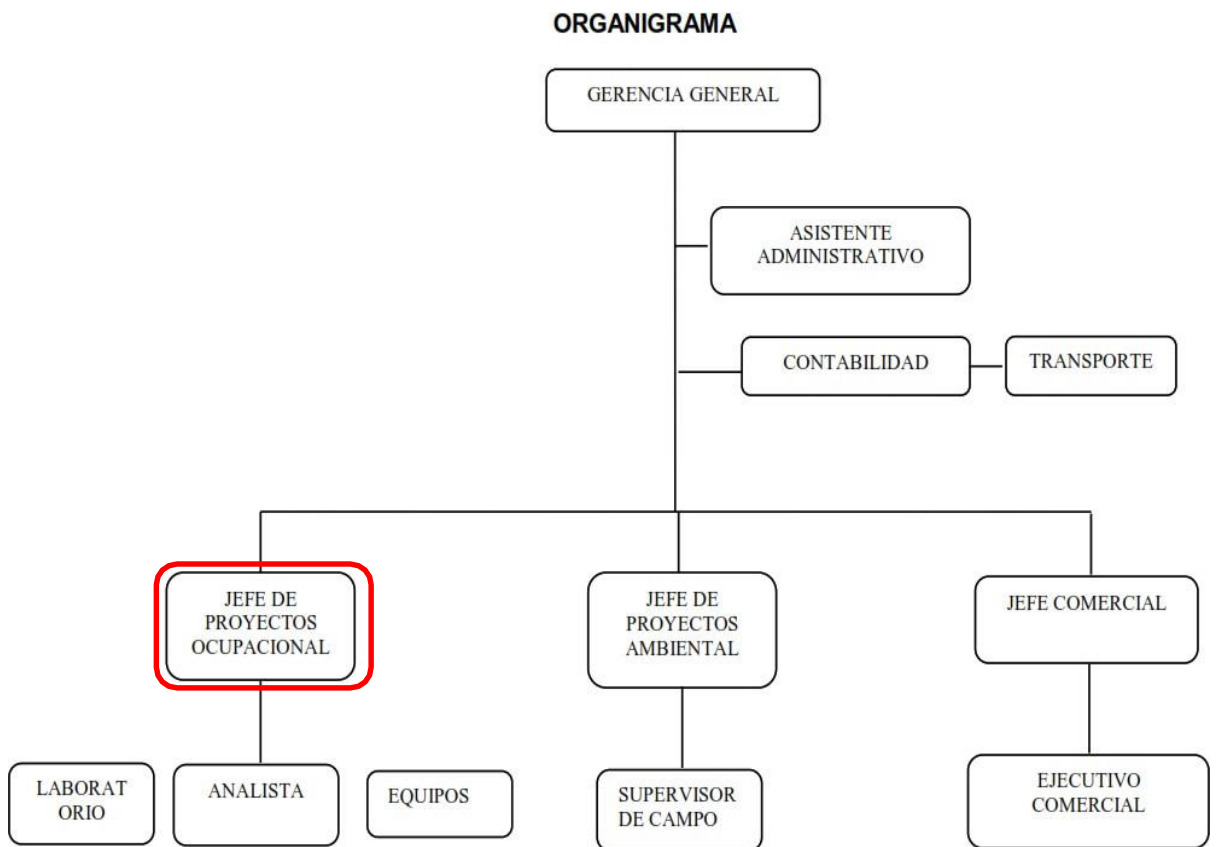 ORGANIGRAMA
GERENCIA GENERAL
ASISTENTE
ADMINISTRATIVO
CONTABILIDAD
TRANSPORTE
JEFE DE
PROYECTOS
OCUPACIONAL
JEFE DE
PROYECTOS
AMBIENTAL
JEFE COMERCIAL
LABORAT
ORIO
ANALISTA
EQUIPOS
SUPERVISOR
DE CAMPO
EJECUTIVO
COMERCIAL